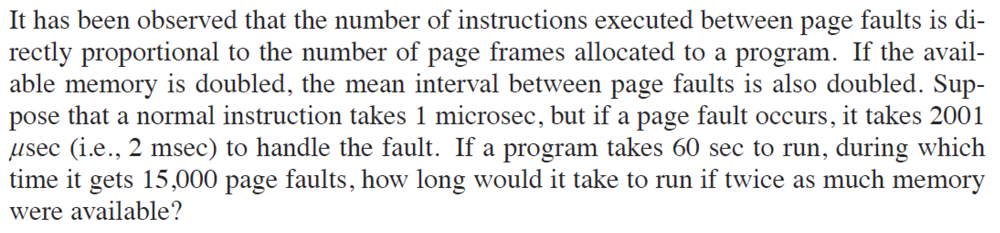 It has been observed that the number of instructions executed between page faults is di-
rectly proportional to the number of page frames allocated to a program. If the avail-
able memory is doubled, the mean interval between page faults is also doubled. Sup-
pose that a normal instruction takes 1 microsec, but if a page fault occurs, it takes 2001
μsec (i.e., 2 msec) to handle the fault. If a program takes 60 sec to run, during which
time it gets 15,000 page faults, how long would it take to run if twice as much memory
were available?